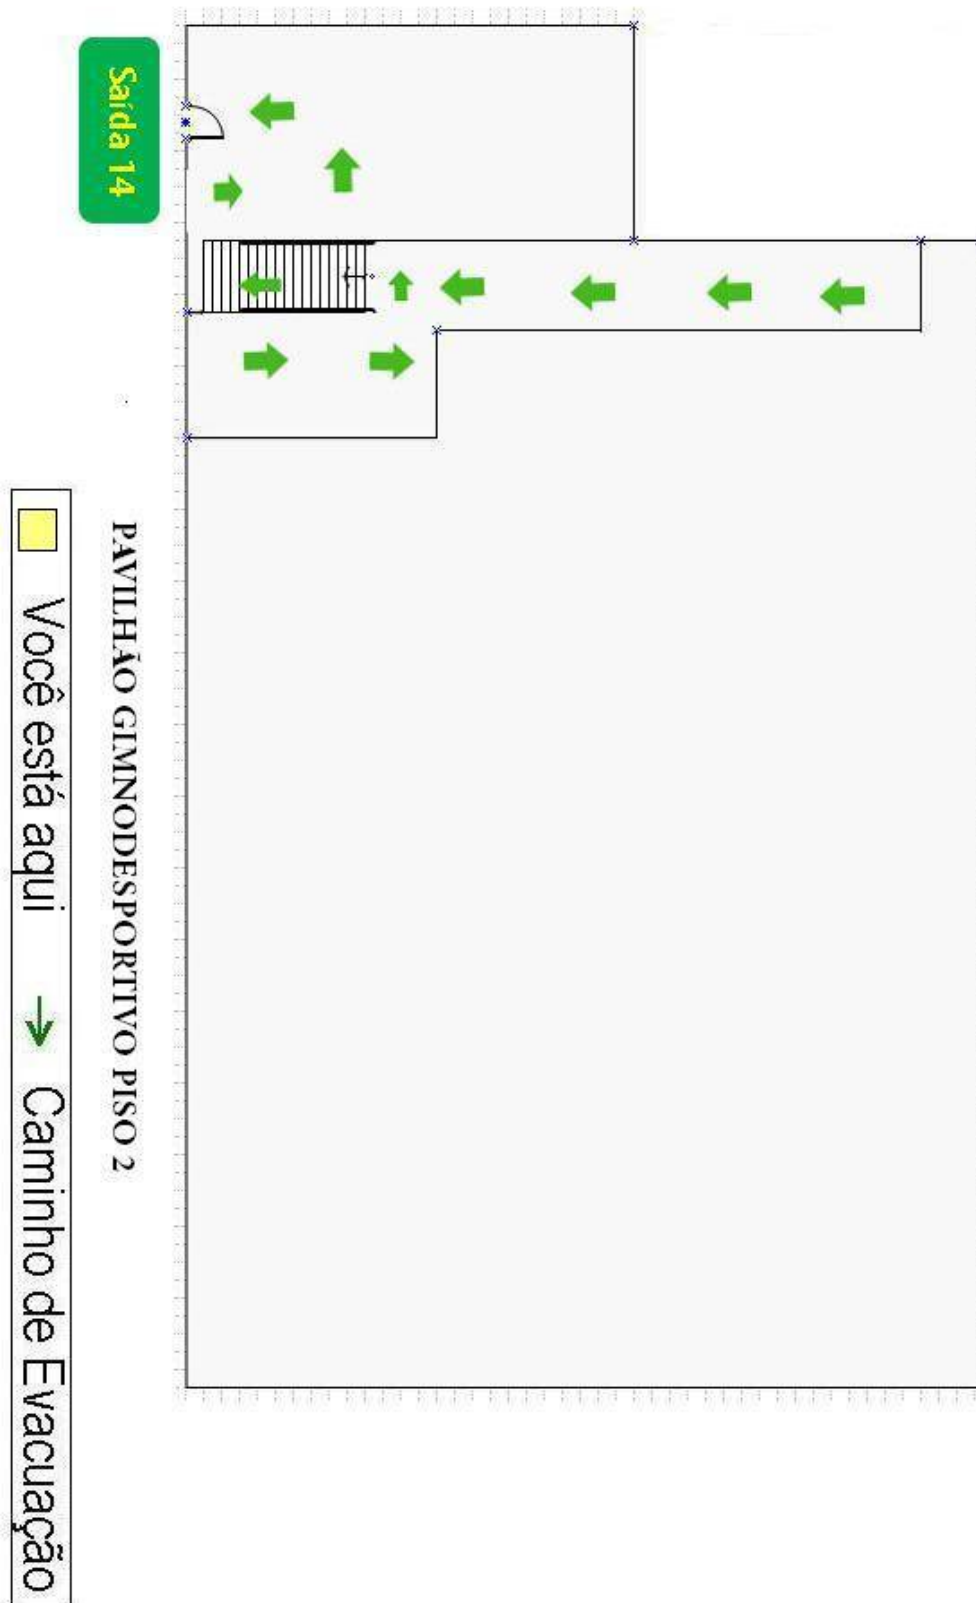 Saída 14
PAVILHÃO GIMNODESPORTIVO PISO 2
Você está aqui → Caminho de Evacuação